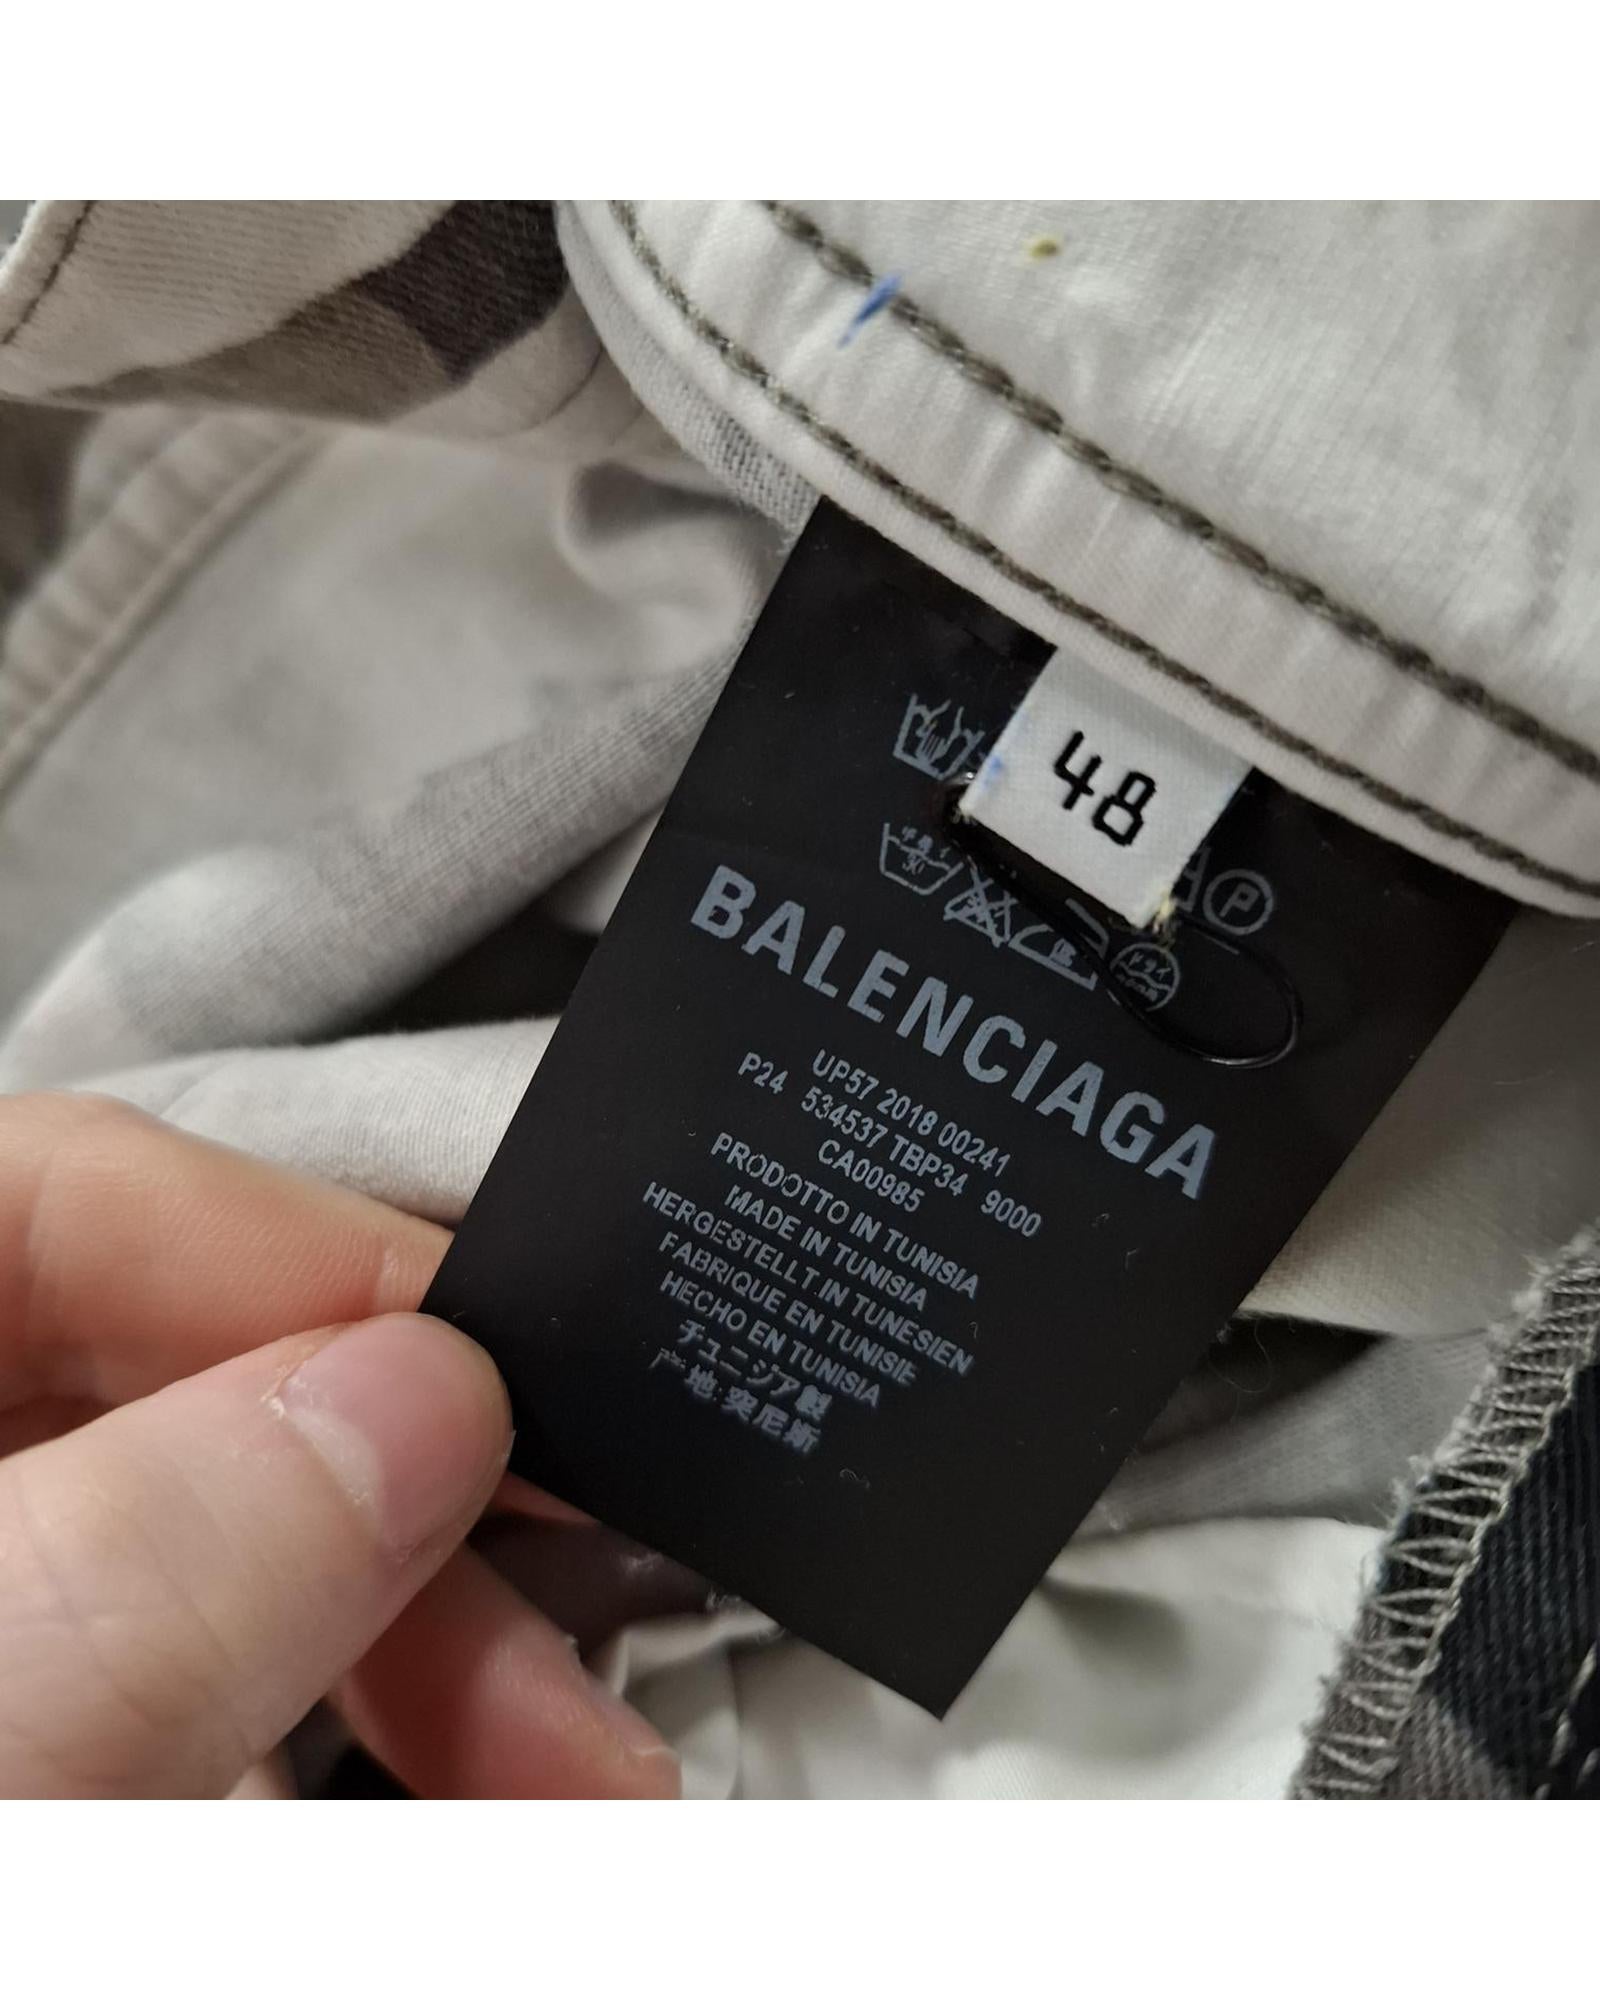 48
P
30
BALENCIAGA
UP57 2018 00241
P24 534537 TBP34 9000
CA00985
PRODOTTO IN TUNISIA
MADE IN TUNISIA
HERGESTELLT IN TUNESIEN
FABRIQUE EN TUNISIE
HECHO EN TUNISIA
チュニジア製
产地:突尼斯